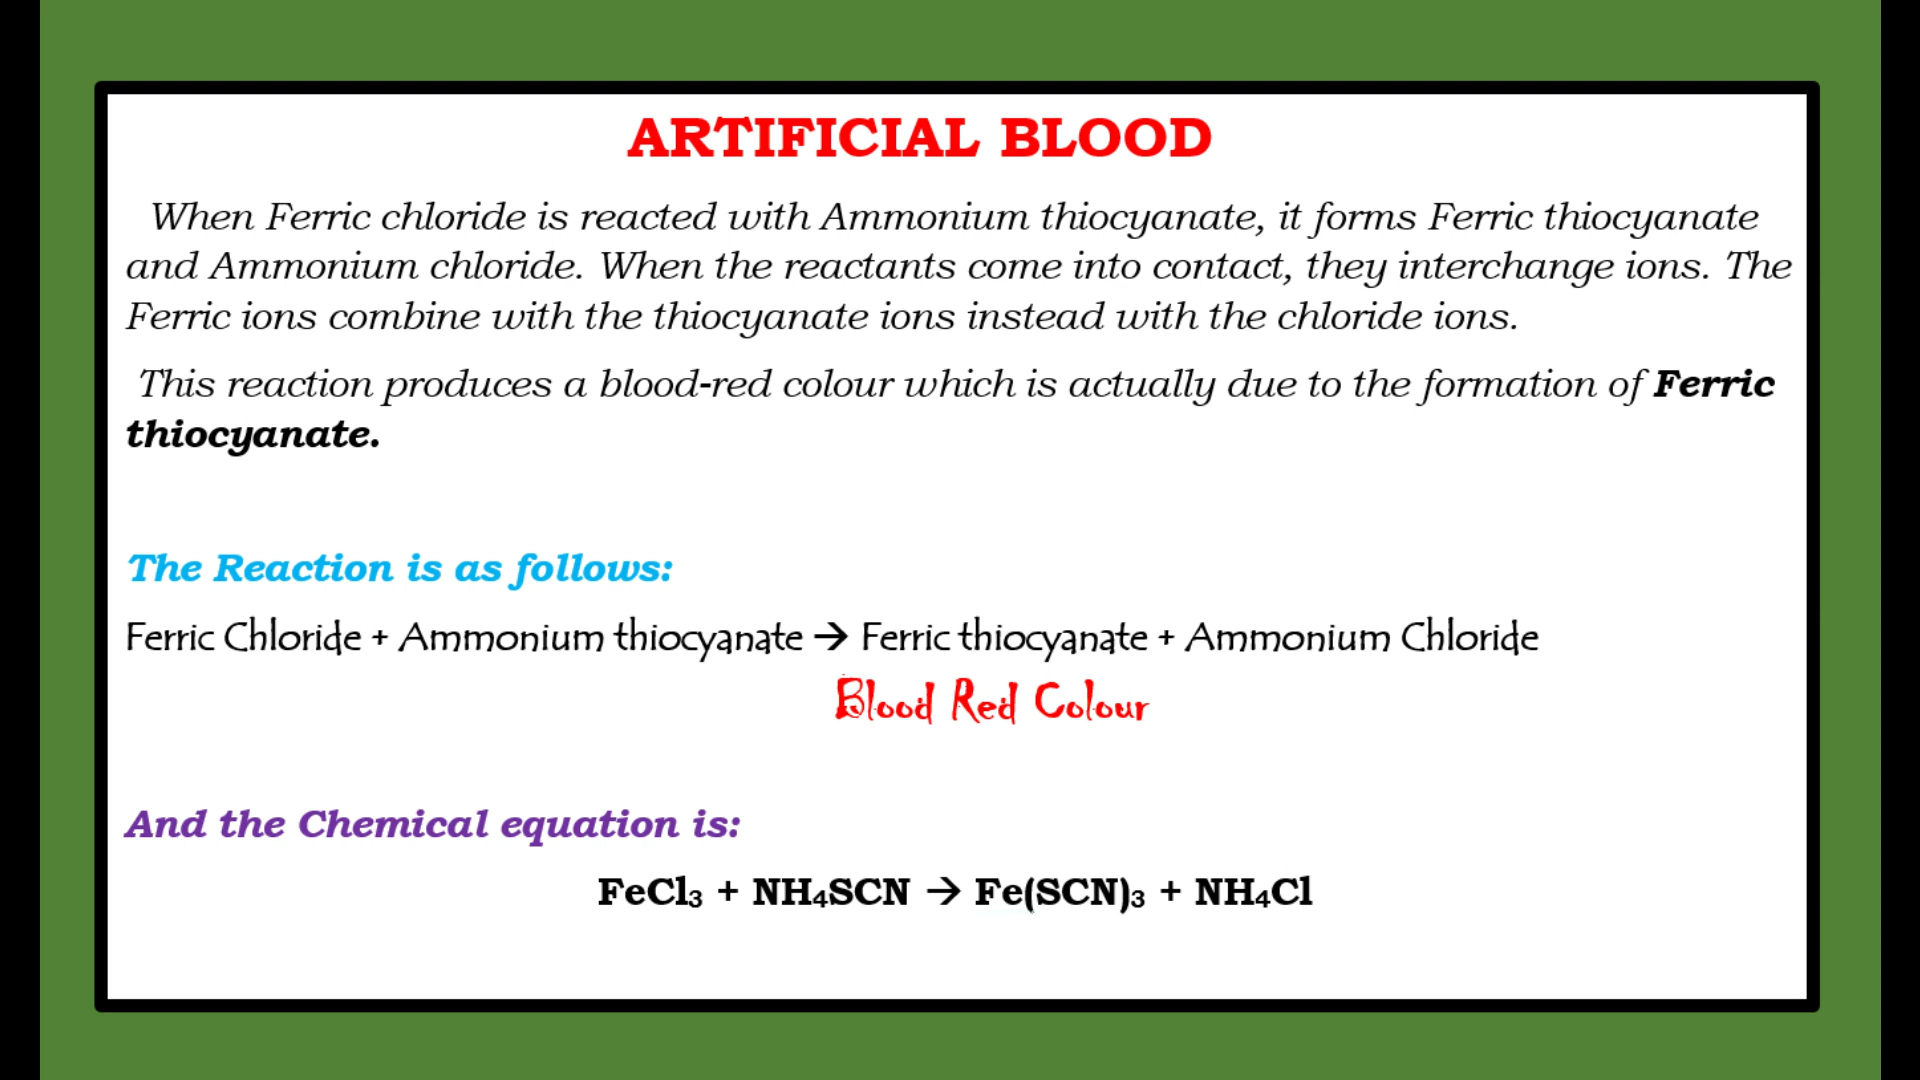 ARTIFICIAL BLOOD
When Ferric chloride is reacted with Ammonium thiocyanate, it forms Ferric thiocyanate
and Ammonium chloride. When the reactants come into contact, they interchange ions. The
Ferric ions combine with the thiocyanate ions instead with the chloride ions.
This reaction produces a blood-red colour which is actually due to the formation of Ferric
thiocyanate.
The Reaction is as follows:
Ferric Chloride + Ammonium thiocyanate → Ferric thiocyanate + Ammonium Chloride
Blood Red Colour
And the Chemical equation is:
FeCl₃ + NH₄SCN → Fe(SCN)₃ + NH₄Cl